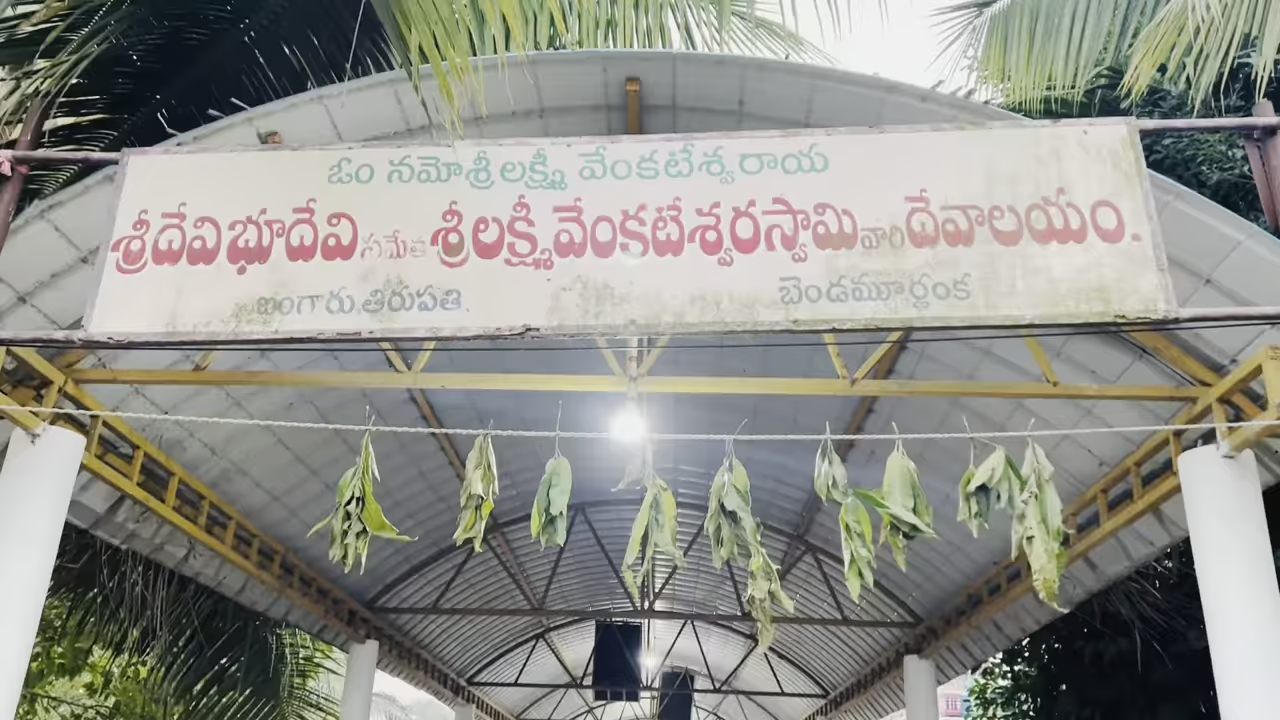 ఓం నమోశ్రీలక్ష్మీ వేంకటేశ్వరాయ
శ్రీదేవిభూదేవి సమేత శ్రీలక్ష్మీవేంకటేశ్వరస్వామి వారి దేవాలయం.
బంగారు తిరుపతి. బెండమూర్లంక